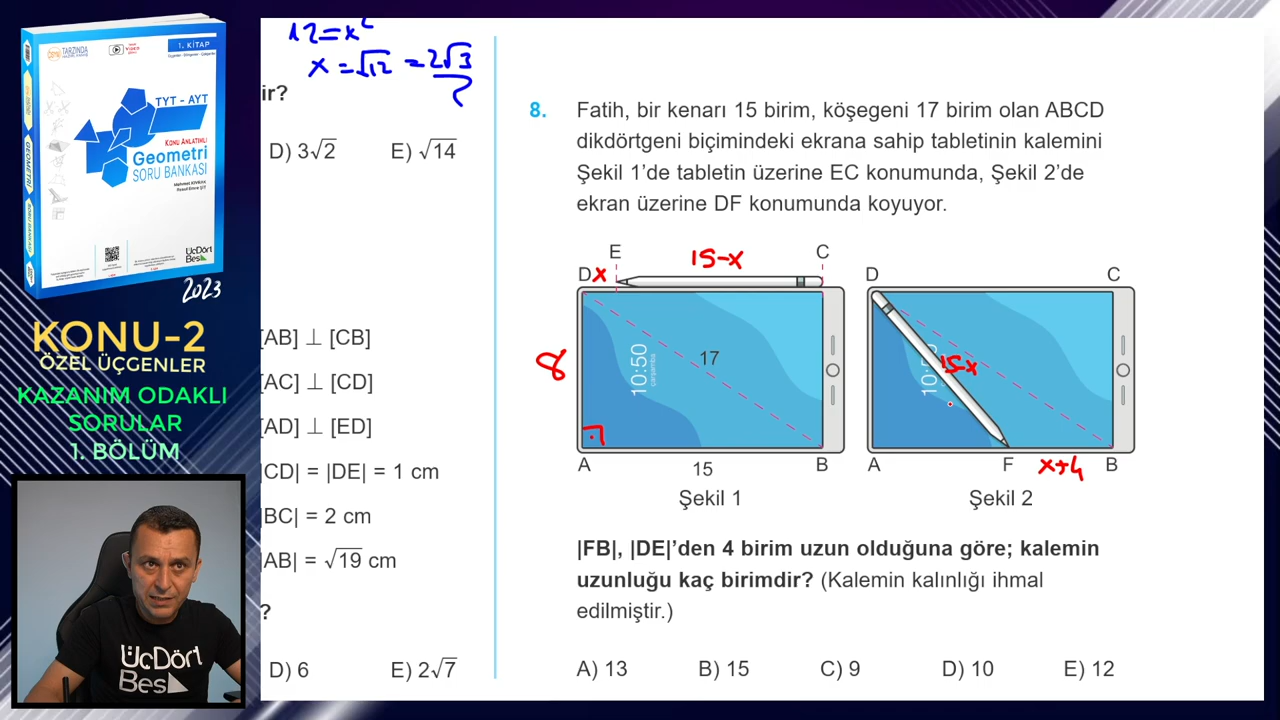 TARZINDA
1. KİTAP
TYT - AYT
KONU ANLATIMLI
Geometri
SORU BANKASI
GEOMETRİ
ÜçDört
Beş
2023
KONU-2
ÖZEL ÜÇGENLER
KAZANIM ODAKLI
SORULAR
1. BÖLÜM
ÜçDört
Beş
12=x²
x=√12 =2√3
ir?
D) 3√2 E) √14
[AB] ⊥ [CB]
[AC] ⊥ [CD]
[AD] ⊥ [ED]
|CD| = |DE| = 1 cm
|BC| = 2 cm
|AB| = √19 cm
?
D) 6 E) 2√7
8. Fatih, bir kenarı 15 birim, köşegeni 17 birim olan ABCD
dikdörtgeni biçimindeki ekrana sahip tabletinin kalemini
Şekil 1’de tabletin üzerine EC konumunda, Şekil 2’de
ekran üzerine DF konumunda koyuyor.
E 15-x C
D x
8
17
10:50
çarşamba
A 15 B
Şekil 1
D C
10:50
15-x
A F x+4 B
Şekil 2
|FB|, |DE|’den 4 birim uzun olduğuna göre; kalemin
uzunluğu kaç birimdir? (Kalemin kalınlığı ihmal
edilmiştir.)
A) 13 B) 15 C) 9 D) 10 E) 12